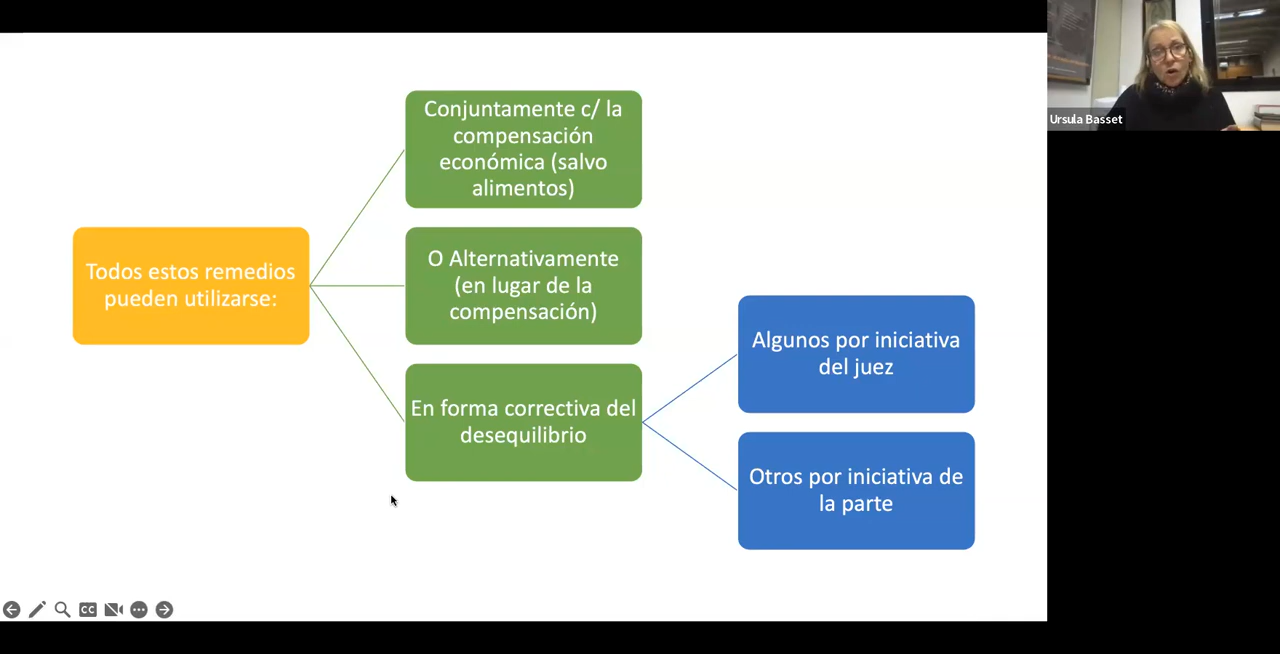 Todos estos remedios
pueden utilizarse:
Conjuntamente c/ la
compensación
económica (salvo
alimentos)
O Alternativamente
(en lugar de la
compensación)
En forma correctiva del
desequilibrio
Algunos por iniciativa
del juez
Otros por iniciativa de
la parte
Ursula Basset
CC